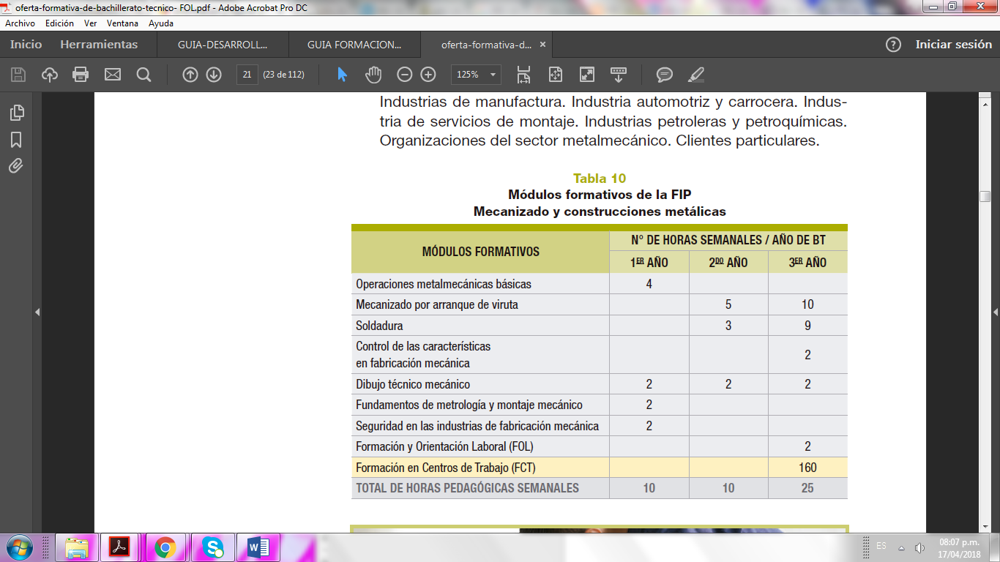 oferta-formativa-de-bachillerato-tecnico- FOL.pdf - Adobe Acrobat Pro DC
Archivo Edición Ver Ventana Ayuda
Inicio Herramientas GUIA-DESARROLL... GUIA FORMACION... oferta-formativa-d... × ? Iniciar sesión
21 (23 de 112) 125%
Industrias de manufactura. Industria automotriz y carrocera. Indus-
tria de servicios de montaje. Industrias petroleras y petroquímicas.
Organizaciones del sector metalmecánico. Clientes particulares.
Tabla 10
Módulos formativos de la FIP
Mecanizado y construcciones metálicas
MÓDULOS FORMATIVOS N° DE HORAS SEMANALES / AÑO DE BT
1ER AÑO 2DO AÑO 3ER AÑO
Operaciones metalmecánicas básicas 4
Mecanizado por arranque de viruta 5 10
Soldadura 3 9
Control de las características
en fabricación mecánica 2
Dibujo técnico mecánico 2 2 2
Fundamentos de metrología y montaje mecánico 2
Seguridad en las industrias de fabricación mecánica 2
Formación y Orientación Laboral (FOL) 2
Formación en Centros de Trabajo (FCT) 160
TOTAL DE HORAS PEDAGÓGICAS SEMANALES 10 10 25
ES 08:07 p.m.
17/04/2018